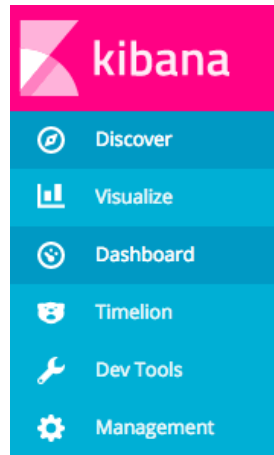 kibana
Discover
Visualize
Dashboard
Timelion
Dev Tools
Management